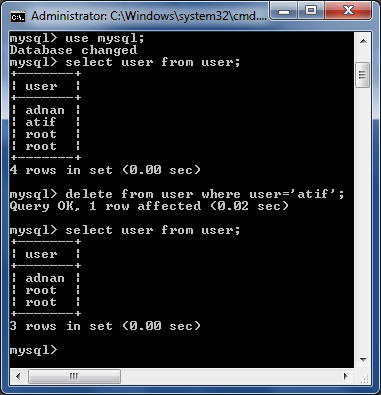 Administrator: C:\Windows\system32\cmd....
mysql> use mysql;
Database changed
mysql> select user from user;
+-------+
| user  |
+-------+
| adnan |
| atif  |
| root  |
| root  |
+-------+
4 rows in set (0.00 sec)
mysql> delete from user where user='atif';
Query OK, 1 row affected (0.02 sec)
mysql> select user from user;
+-------+
| user  |
+-------+
| adnan |
| root  |
| root  |
+-------+
3 rows in set (0.00 sec)
mysql>